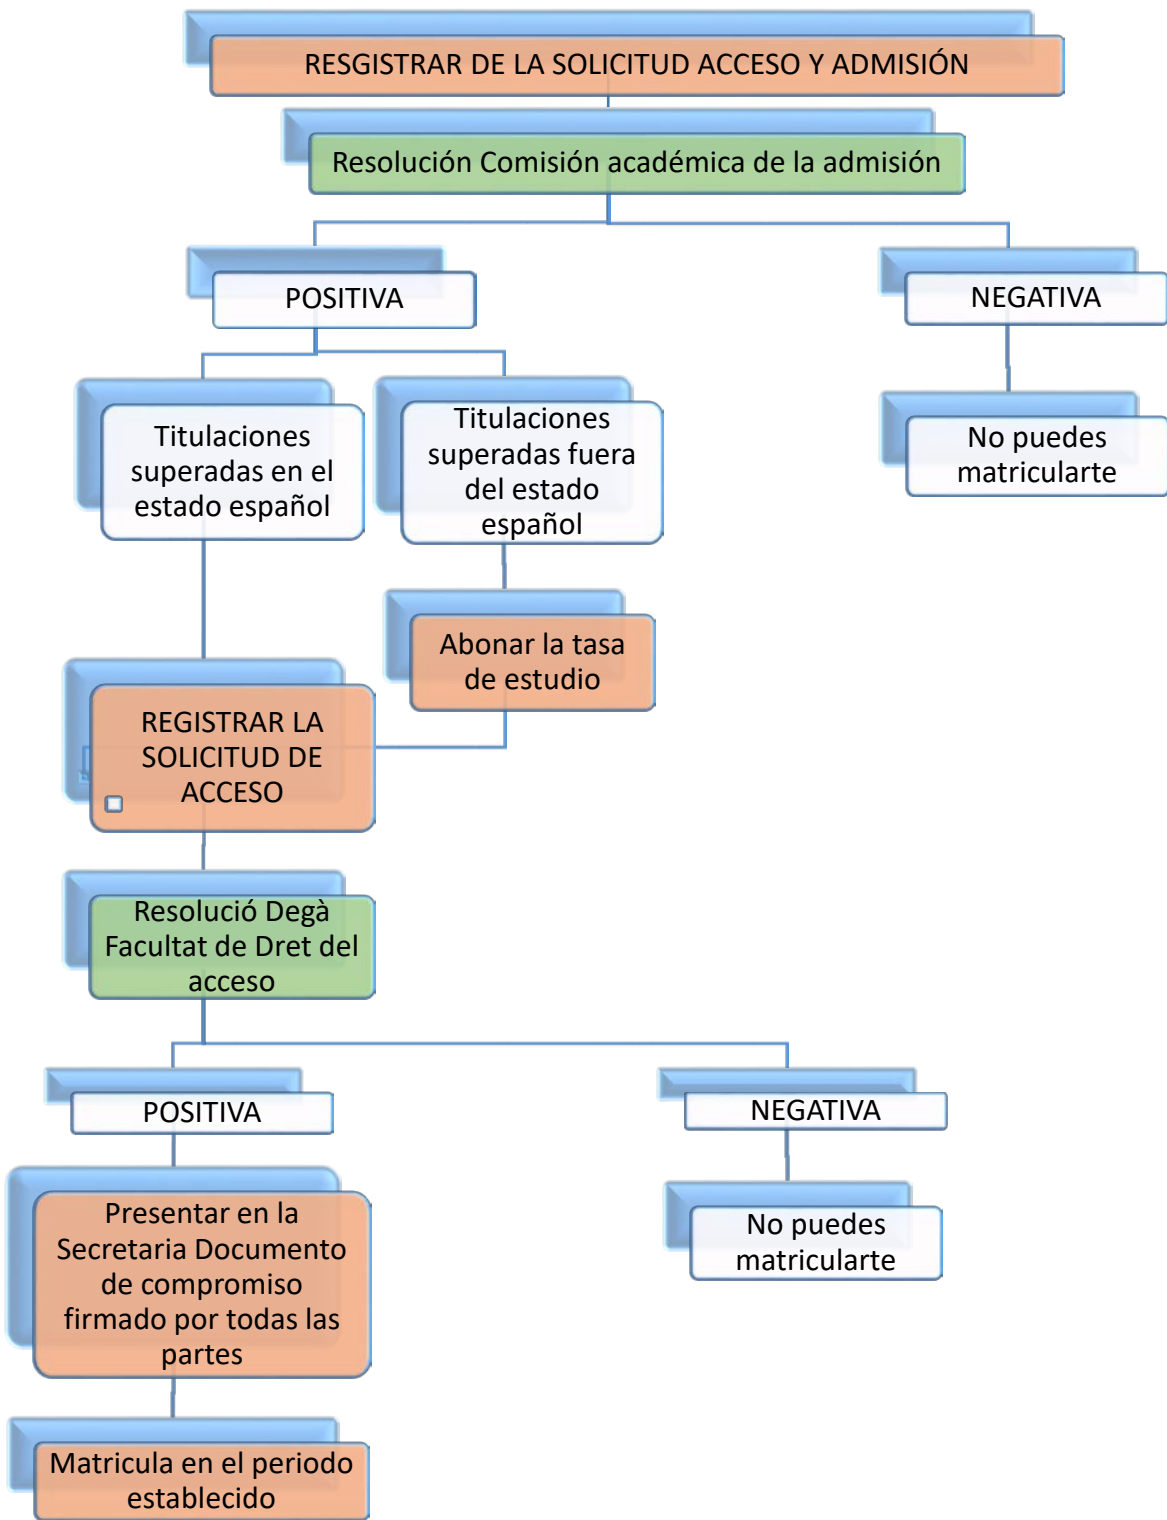 RESGISTRAR DE LA SOLICITUD ACCESO Y ADMISIÓN
Resolución Comisión académica de la admisión
POSITIVA
NEGATIVA
Titulaciones
superadas en el
estado español
Titulaciones
superadas fuera
del estado
español
No puedes
matricularte
Abonar la tasa
de estudio
REGISTRAR LA
SOLICITUD DE
ACCESO
Resolució Degà
Facultat de Dret del
acceso
POSITIVA
NEGATIVA
Presentar en la
Secretaria Documento
de compromiso
firmado por todas las
partes
No puedes
matricularte
Matricula en el periodo
establecido